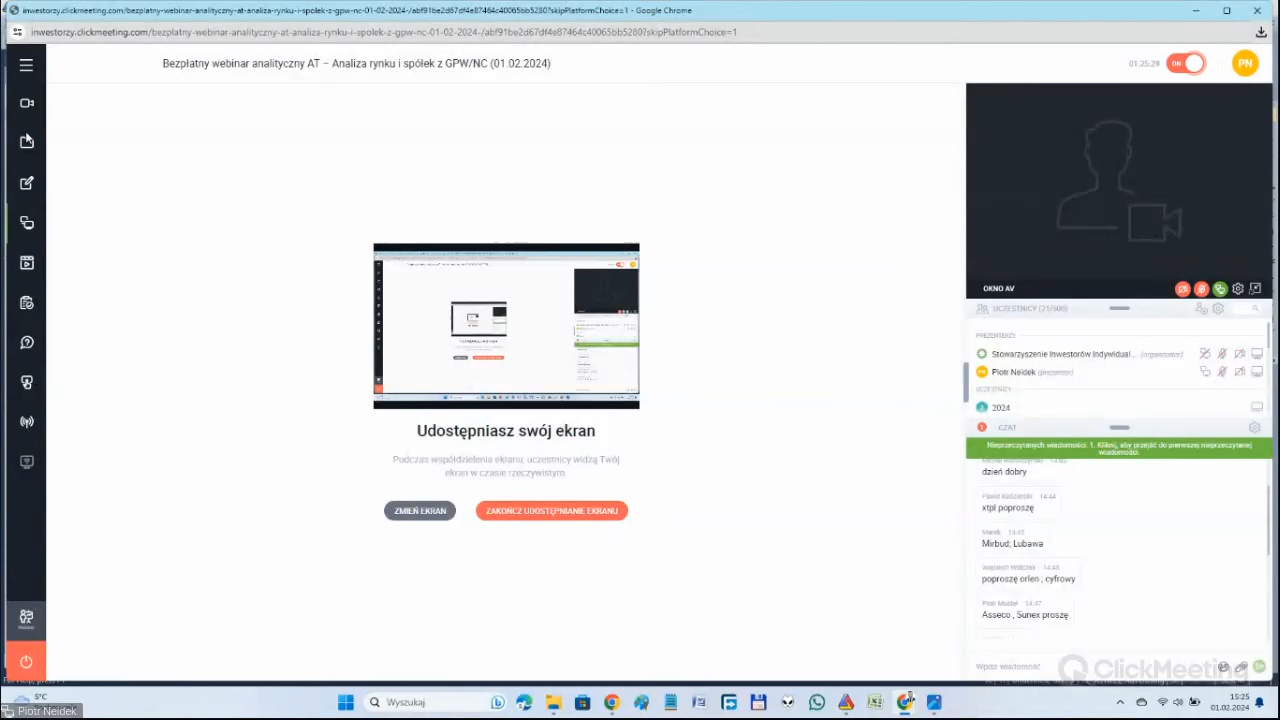 inwestorzy.clickmeeting.com/bezpłatny-webinar-analityczny-at-analiza-rynku-i-spolek-z-gpw-nc-01-02-2024-/abf91be2d67df4e87464c40065bb5280?skipPlatformChoice=1 - Google Chrome
inwestorzy.clickmeeting.com/bezplatny-webinar-analityczny-at-analiza-rynku-i-spolek-z-gpw-nc-01-02-2024-/abf91be2d67df4e87464c40065bb5280?skipPlatformChoice=1
Bezpłatny webinar analityczny AT – Analiza rynku i spółek z GPW/NC (01.02.2024)
01:25:29
ON
PN
OKNO AV
UCZESTNICY (21/500)
PREZENTERZY
Stowarzyszenie Inwestorów Indywidual... (organizator)
Piotr Neidek (prezenter)
UCZESTNICY
2024
1 CZAT
Nieprzeczytanych wiadomości: 1. Kliknij, aby przejść do pierwszej nieprzeczytanej
wiadomości.
dzień dobry
14:44
xtpl poproszę
Marek 14:45
Mirbud; Lubawa
poproszę orlen , cyfrowy
14:47
Asseco , Sunex proszę
Wpisz wiadomość
ClickMeeting
Udostępniasz swój ekran
Podczas współdzielenia ekranu, uczestnicy widzą Twój
ekran w czasie rzeczywistym.
ZMIEŃ EKRAN
ZAKOŃCZ UDOSTĘPNIANIE EKRANU
5°C
Piotr Neidek
Wyszukaj
15:25
01.02.2024